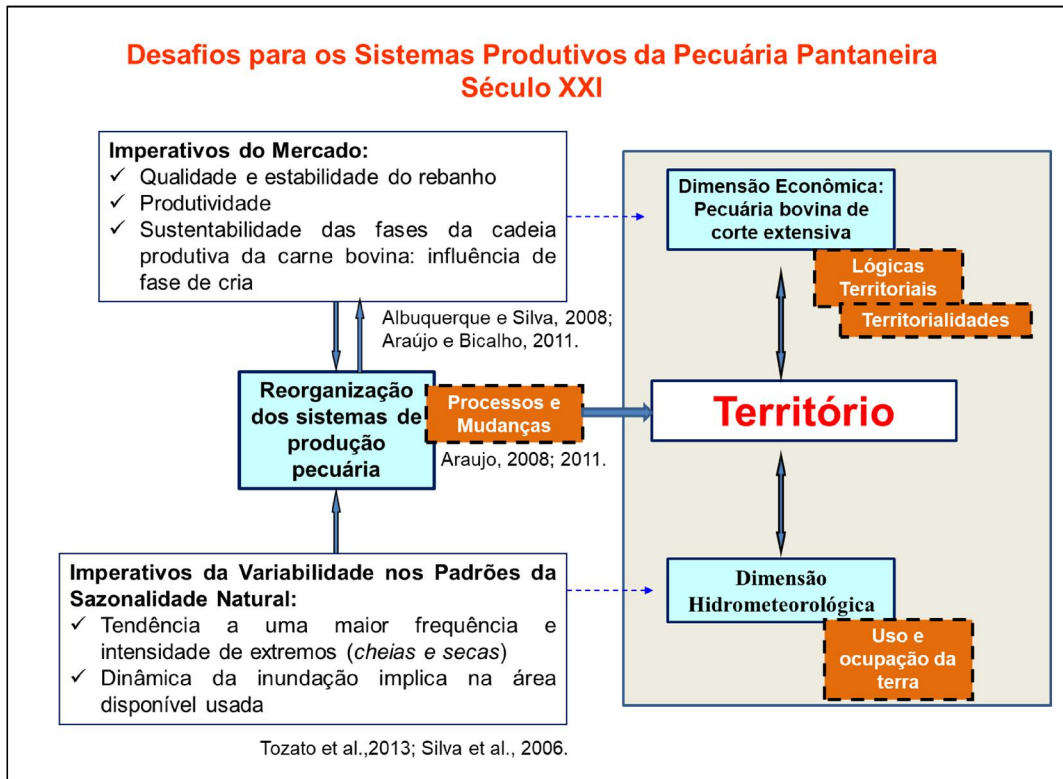 Desafios para os Sistemas Produtivos da Pecuária Pantaneira
Século XXI
Imperativos do Mercado:
✓ Qualidade e estabilidade do rebanho
✓ Produtividade
✓ Sustentabilidade das fases da cadeia
produtiva da carne bovina: influência de
fase de cria
Albuquerque e Silva, 2008;
Araújo e Bicalho, 2011.
Reorganização
dos sistemas de
produção
pecuária
Processos e
Mudanças
Araujo, 2008; 2011.
Imperativos da Variabilidade nos Padrões da
Sazonalidade Natural:
✓ Tendência a uma maior frequência e
intensidade de extremos (cheias e secas)
✓ Dinâmica da inundação implica na área
disponível usada
Tozato et al.,2013; Silva et al., 2006.
Dimensão Econômica:
Pecuária bovina de
corte extensiva
Lógicas
Territoriais
Territorialidades
Território
Dimensão
Hidrometeorológica
Uso e
ocupação da
terra